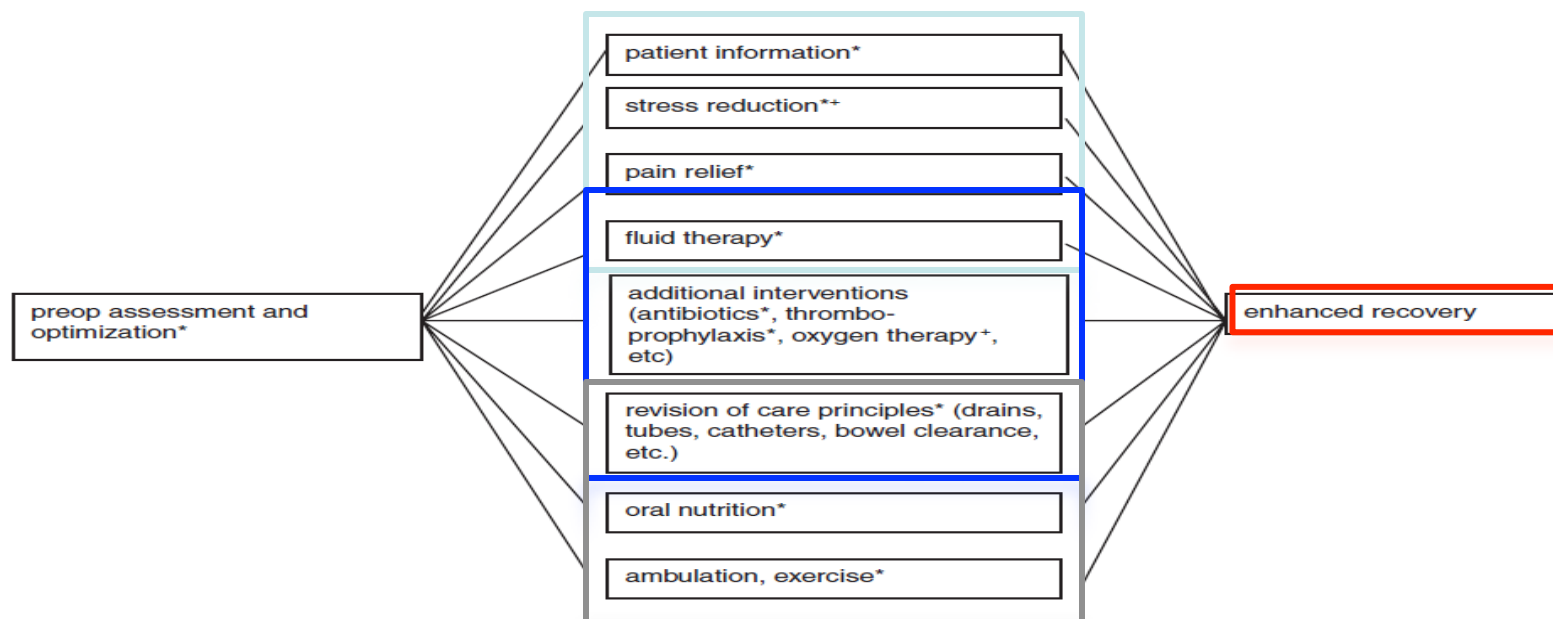 patient information*
stress reduction*⁺
pain relief*
fluid therapy*
preop assessment and
optimization*
additional interventions
(antibiotics*, thrombo-
prophylaxis*, oxygen therapy⁺,
etc)
enhanced recovery
revision of care principles* (drains,
tubes, catheters, bowel clearance,
etc.)
oral nutrition*
ambulation, exercise*